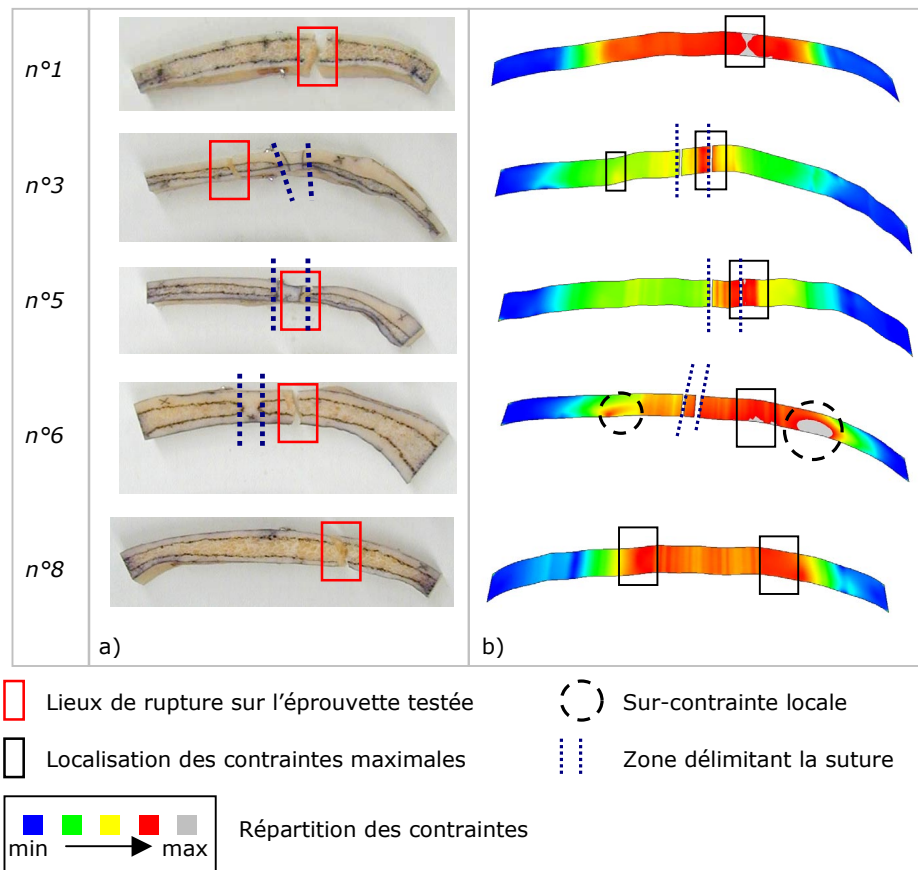 n°1
n°3
n°5
n°6
n°8
a)
b)
Lieux de rupture sur l'éprouvette testée
Sur-contrainte locale
Localisation des contraintes maximales
Zone délimitant la suture
min max
Répartition des contraintes